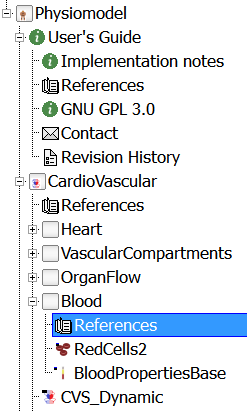 Physiomodel
User's Guide
Implementation notes
References
GNU GPL 3.0
Contact
Revision History
CardioVascular
References
Heart
VascularCompartments
OrganFlow
Blood
References
RedCells2
BloodPropertiesBase
CVS_Dynamic